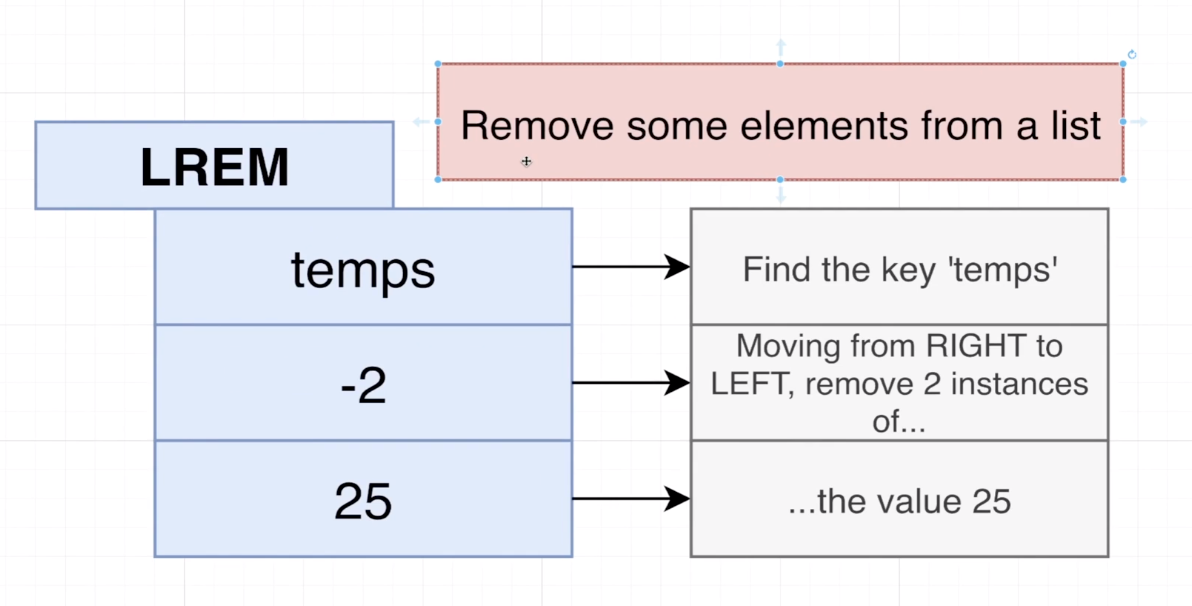 Remove some elements from a list
LREM
temps
Find the key 'temps'
-2
Moving from RIGHT to
LEFT, remove 2 instances
of...
25
...the value 25